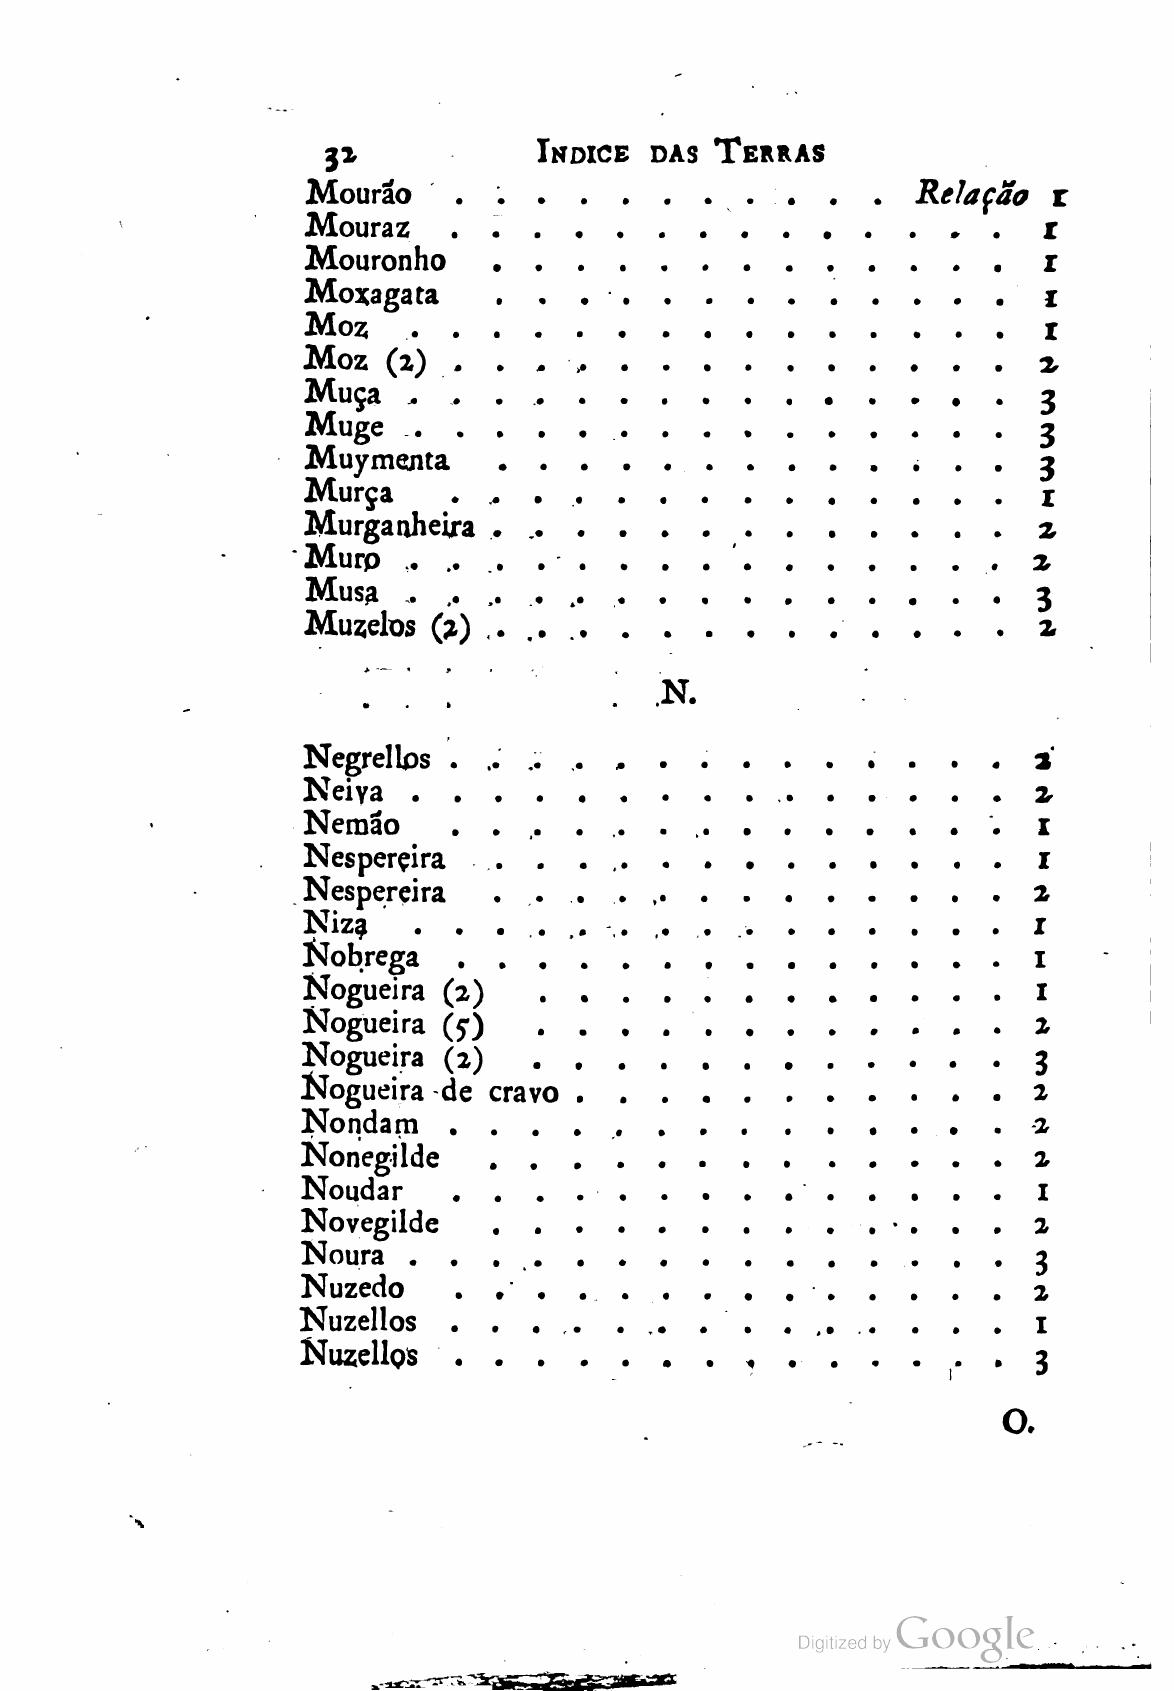 32 INDICE DAS TERRAS
Mourão . . . . . . . . . . . Relação 1
Mouraz . . . . . . . . . . . . . . 1
Mouronho . . . . . . . . . . . . . 1
Moxagata . . . . . . . . . . . . . 1
Moz . . . . . . . . . . . . . . . 1
Moz (2) . . . . . . . . . . . . . . 2
Muça . . . . . . . . . . . . . . . 3
Muge . . . . . . . . . . . . . . . 3
Muymenta . . . . . . . . . . . . . 3
Murça . . . . . . . . . . . . . . 1
Murganheira . . . . . . . . . . . . . 2
Muro . . . . . . . . . . . . . . . 2
Musa . . . . . . . . . . . . . . . 3
Muzelos (2) . . . . . . . . . . . . . 2
N.
Negrellos . . . . . . . . . . . . . . 2
Neiva . . . . . . . . . . . . . . . 2
Nemão . . . . . . . . . . . . . . 1
Nespereira . . . . . . . . . . . . . 1
Nespereira . . . . . . . . . . . . . 2
Niza . . . . . . . . . . . . . . . 1
Nobrega . . . . . . . . . . . . . . 1
Nogueira (2) . . . . . . . . . . . . 1
Nogueira (5) . . . . . . . . . . . . 2
Nogueira (2) . . . . . . . . . . . . 3
Nogueira de cravo . . . . . . . . . . . 2
Nondam . . . . . . . . . . . . . . 2
Nonegilde . . . . . . . . . . . . . 2
Noudar . . . . . . . . . . . . . . 1
Novegilde . . . . . . . . . . . . . 2
Noura . . . . . . . . . . . . . . . 3
Nuzedo . . . . . . . . . . . . . . 2
Nuzellos . . . . . . . . . . . . . . 1
Nuzellos . . . . . . . . . . . . . . 3
O.
Digitized by Google